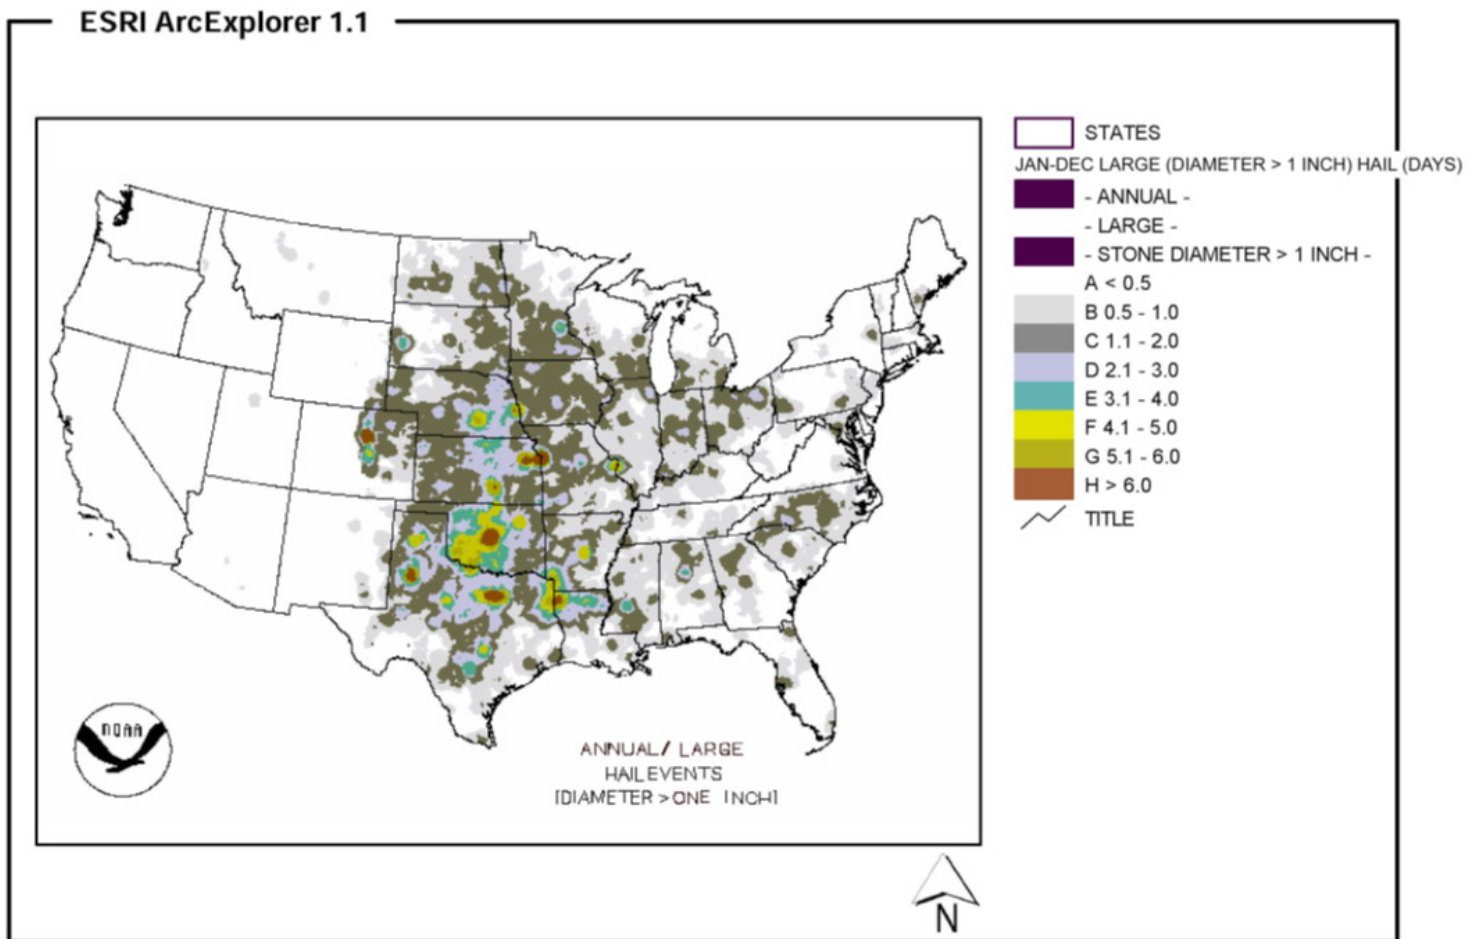 ESRI ArcExplorer 1.1
STATES
JAN-DEC LARGE (DIAMETER > 1 INCH) HAIL (DAYS)
- ANNUAL -
- LARGE -
- STONE DIAMETER > 1 INCH -
A < 0.5
B 0.5 - 1.0
C 1.1 - 2.0
D 2.1 - 3.0
E 3.1 - 4.0
F 4.1 - 5.0
G 5.1 - 6.0
H > 6.0
TITLE
NOAA
ANNUAL/ LARGE
HAIL EVENTS
[DIAMETER > ONE INCH]
N